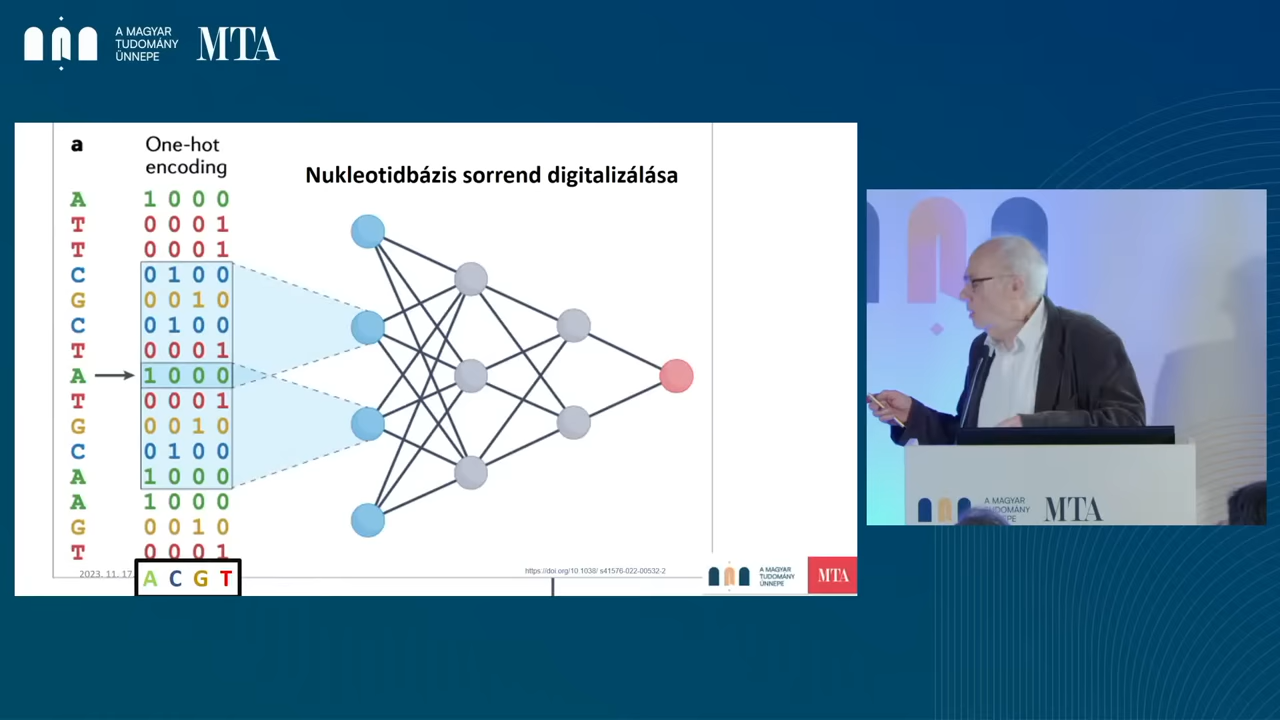 A MAGYAR
TUDOMÁNY
ÜNNEPE
MTA
a
One-hot
encoding
Nukleotidbázis sorrend digitalizálása
A 1 0 0 0
T 0 0 0 1
T 0 0 0 1
C 0 1 0 0
G 0 0 1 0
C 0 1 0 0
T 0 0 0 1
A 1 0 0 0
T 0 0 0 1
G 0 0 1 0
C 0 1 0 0
A 1 0 0 0
A 1 0 0 0
G 0 0 1 0
T 0 0 0 1
2023. 11. 17.
A C G T
https://doi.org/10.1038/ s41576-022-00532-2
A MAGYAR
TUDOMÁNY
ÜNNEPE
MTA
A MAGYAR
TUDOMÁNY
ÜNNEPE
MTA